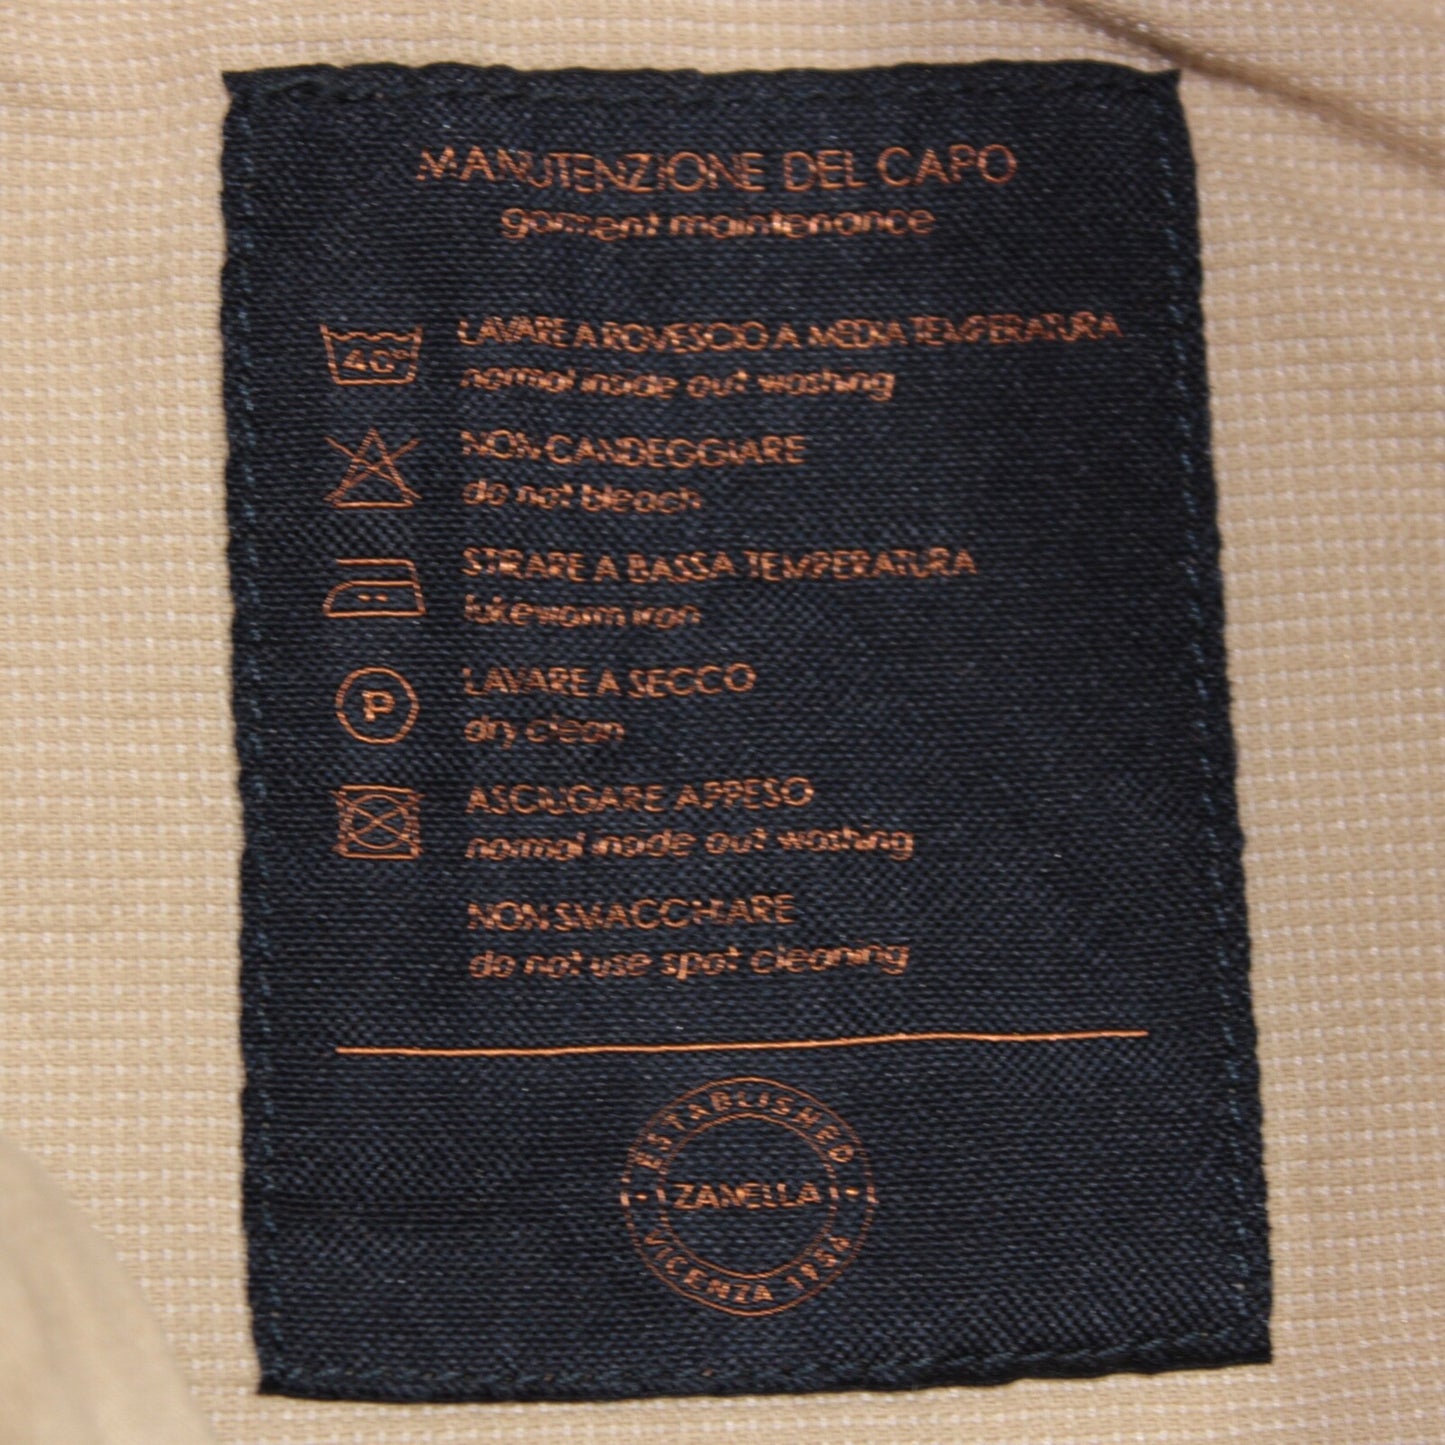 MANUTENZIONE DEL CAPO
garment maintenance
40°
LAVARE A ROVESCIO A MEDIA TEMPERATURA
normal inside out washing
NON CANDEGGIARE
do not bleach
STIRARE A BASSA TEMPERATURA
lukewarm iron
P
LAVARE A SECCO
dry clean
ASCIUGARE APPESO
normal inside out washing
NON SMACCHIARE
do not use spot cleaning
ESTABLISHED
- ZANELLA -
VICENZA 1956